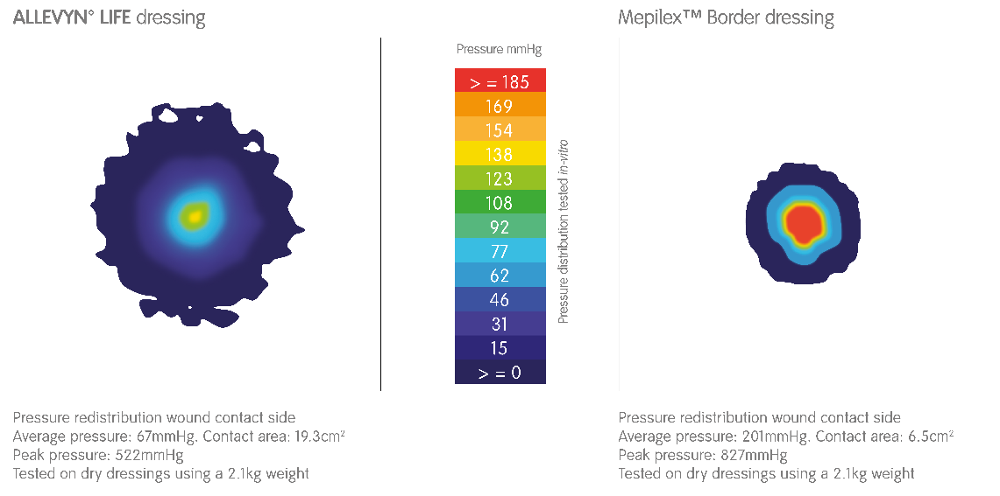 ALLEVYN° LIFE dressing
Mepilex™ Border dressing
Pressure mmHg
> = 185
169
154
138
123
108
92
77
62
46
31
15
> = 0
Pressure distribution tested in-vitro
Pressure redistribution wound contact side
Average pressure: 67mmHg. Contact area: 19.3cm²
Peak pressure: 522mmHg
Tested on dry dressings using a 2.1kg weight
Pressure redistribution wound contact side
Average pressure: 201mmHg. Contact area: 6.5cm²
Peak pressure: 827mmHg
Tested on dry dressings using a 2.1kg weight